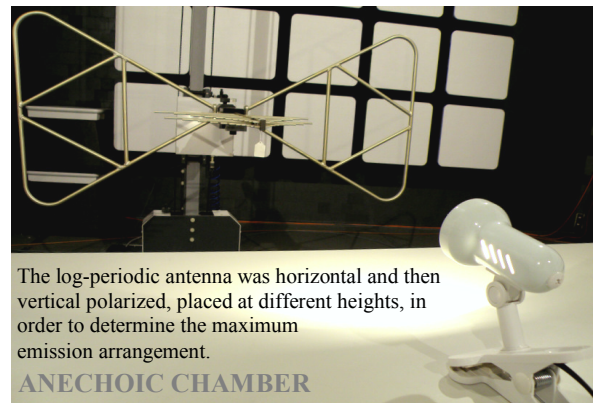 The log-periodic antenna was horizontal and then
vertical polarized, placed at different heights, in
order to determine the maximum
emission arrangement.
ANECHOIC CHAMBER